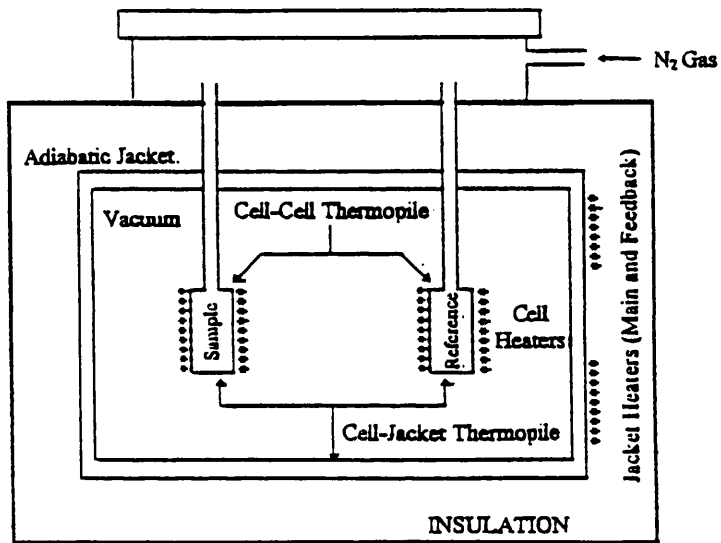 N₂ Gas
Adiabatic Jacket.
Vacuum
Cell-Cell Thermopile
Sample
Reference
Cell
Heaters
Jacket Heaters (Main and Feedback)
Cell-Jacket Thermopile
INSULATION